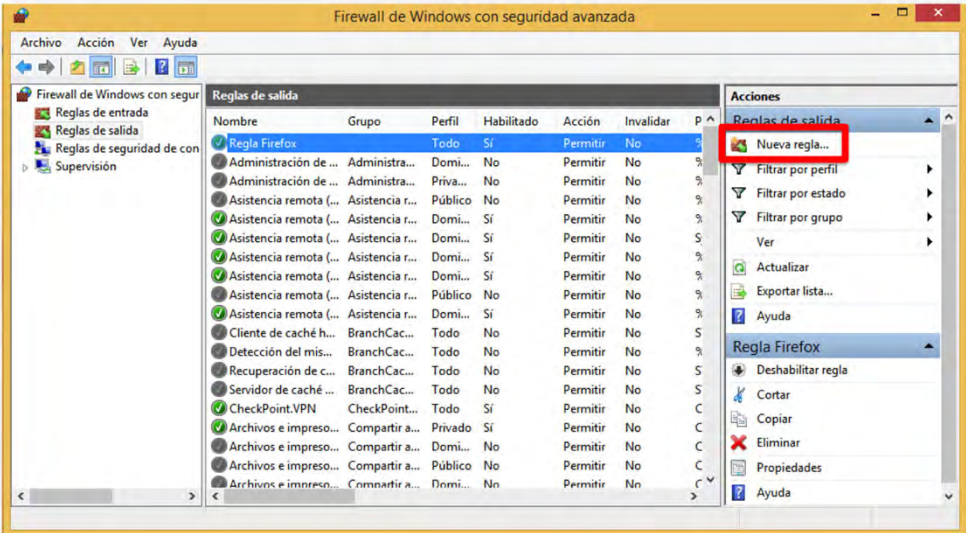 Firewall de Windows con seguridad avanzada
Archivo Acción Ver Ayuda
Firewall de Windows con segur
Reglas de entrada
Reglas de salida
Reglas de seguridad de con
Supervisión
Reglas de salida
Nombre Grupo Perfil Habilitado Acción Invalidar P
Regla Firefox Todo Sí Permitir No %
Administración de ... Administra... Domi... No Permitir No %
Administración de ... Administra... Priva... No Permitir No %
Asistencia remota (... Asistencia r... Público No Permitir No %
Asistencia remota (... Asistencia r... Domi... Sí Permitir No %
Asistencia remota (... Asistencia r... Domi... Sí Permitir No S
Asistencia remota (... Asistencia r... Domi... Sí Permitir No %
Asistencia remota (... Asistencia r... Domi... Sí Permitir No %
Asistencia remota (... Asistencia r... Público No Permitir No %
Asistencia remota (... Asistencia r... Domi... Sí Permitir No %
Cliente de caché h... BranchCac... Todo No Permitir No S
Detección del mis... BranchCac... Todo No Permitir No %
Recuperación de c... BranchCac... Todo No Permitir No S
Servidor de caché ... BranchCac... Todo No Permitir No S
CheckPoint.VPN CheckPoint... Todo Sí Permitir No C
Archivos e impreso... Compartir a... Privado Sí Permitir No C
Archivos e impreso... Compartir a... Domi... No Permitir No C
Archivos e impreso... Compartir a... Público No Permitir No C
Archivos e impreso... Compartir a... Domi... No Permitir No C
Acciones
Reglas de salida
Nueva regla...
Filtrar por perfil
Filtrar por estado
Filtrar por grupo
Ver
Actualizar
Exportar lista...
Ayuda
Regla Firefox
Deshabilitar regla
Cortar
Copiar
Eliminar
Propiedades
Ayuda